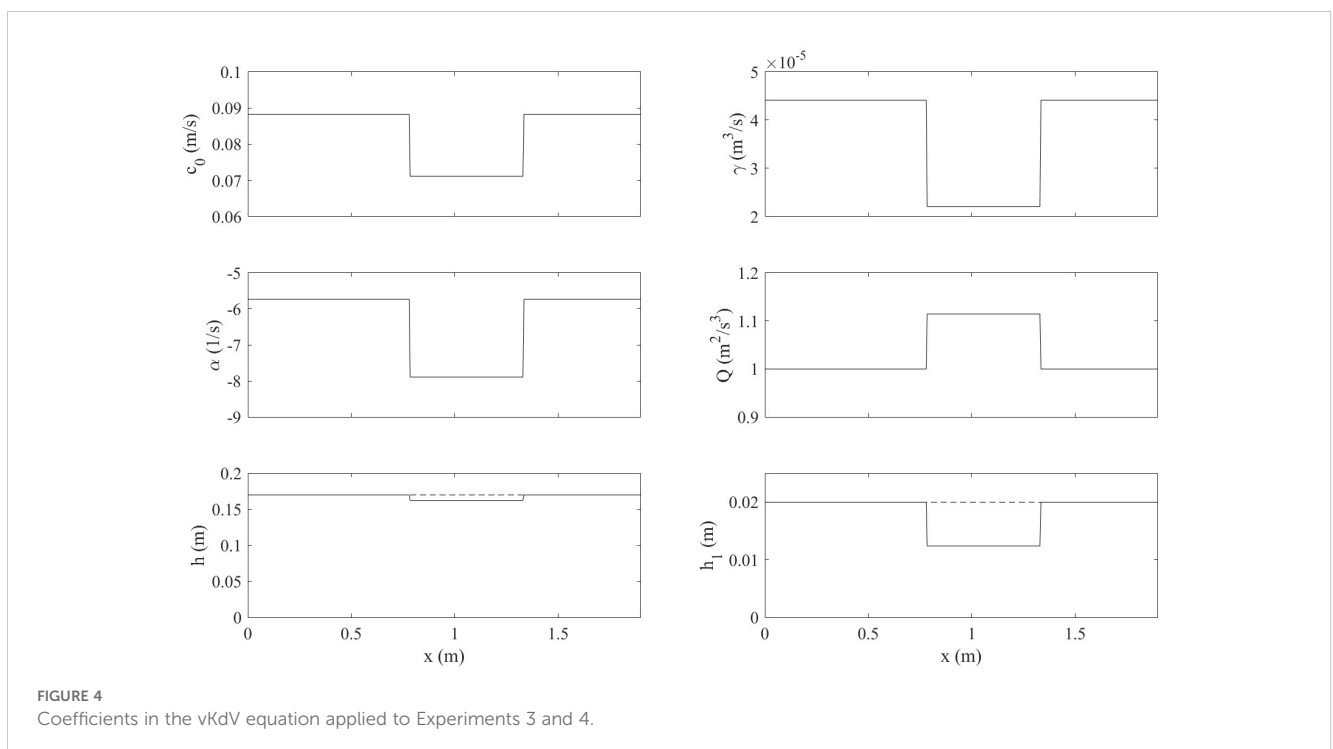 0.1
0.09
0.08
0.07
0.06
c0 (m/s)
×10-5
5
4
3
2
γ (m3/s)
-5
-6
-7
-8
-9
α (1/s)
1.2
1.1
1
0.9
Q (m2/s3)
0.2
0.15
0.1
0.05
0
h (m)
0 0.5 1 1.5
x (m)
0.02
0.01
0
h1 (m)
0 0.5 1 1.5
x (m)
FIGURE 4
Coefficients in the vKdV equation applied to Experiments 3 and 4.